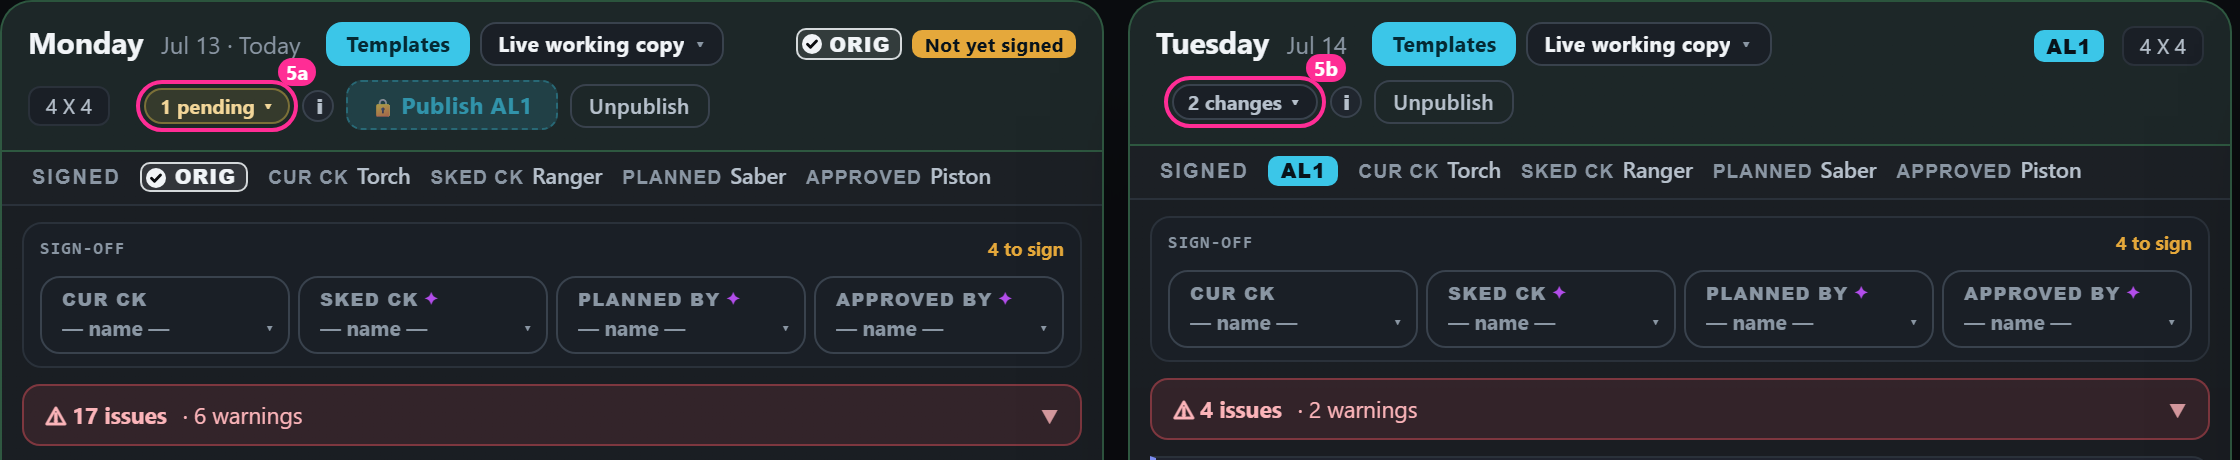 Monday Jul 13 · Today Templates Live working copy ORIG Not yet signed
5a
4 X 4 1 pending i Publish AL1 Unpublish
SIGNED ORIG CUR CK Torch SKED CK Ranger PLANNED Saber APPROVED Piston
SIGN-OFF 4 to sign
CUR CK SKED CK PLANNED BY APPROVED BY
— name — — name — — name — — name —
17 issues · 6 warnings
Tuesday Jul 14 Templates Live working copy AL1 4 X 4
5b
2 changes i Unpublish
SIGNED AL1 CUR CK Torch SKED CK Ranger PLANNED Saber APPROVED Piston
SIGN-OFF 4 to sign
CUR CK SKED CK PLANNED BY APPROVED BY
— name — — name — — name — — name —
4 issues · 2 warnings